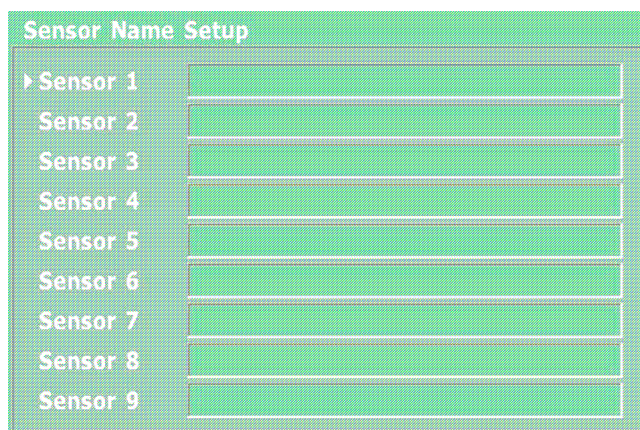 Sensor Name Setup
Sensor 1
Sensor 2
Sensor 3
Sensor 4
Sensor 5
Sensor 6
Sensor 7
Sensor 8
Sensor 9